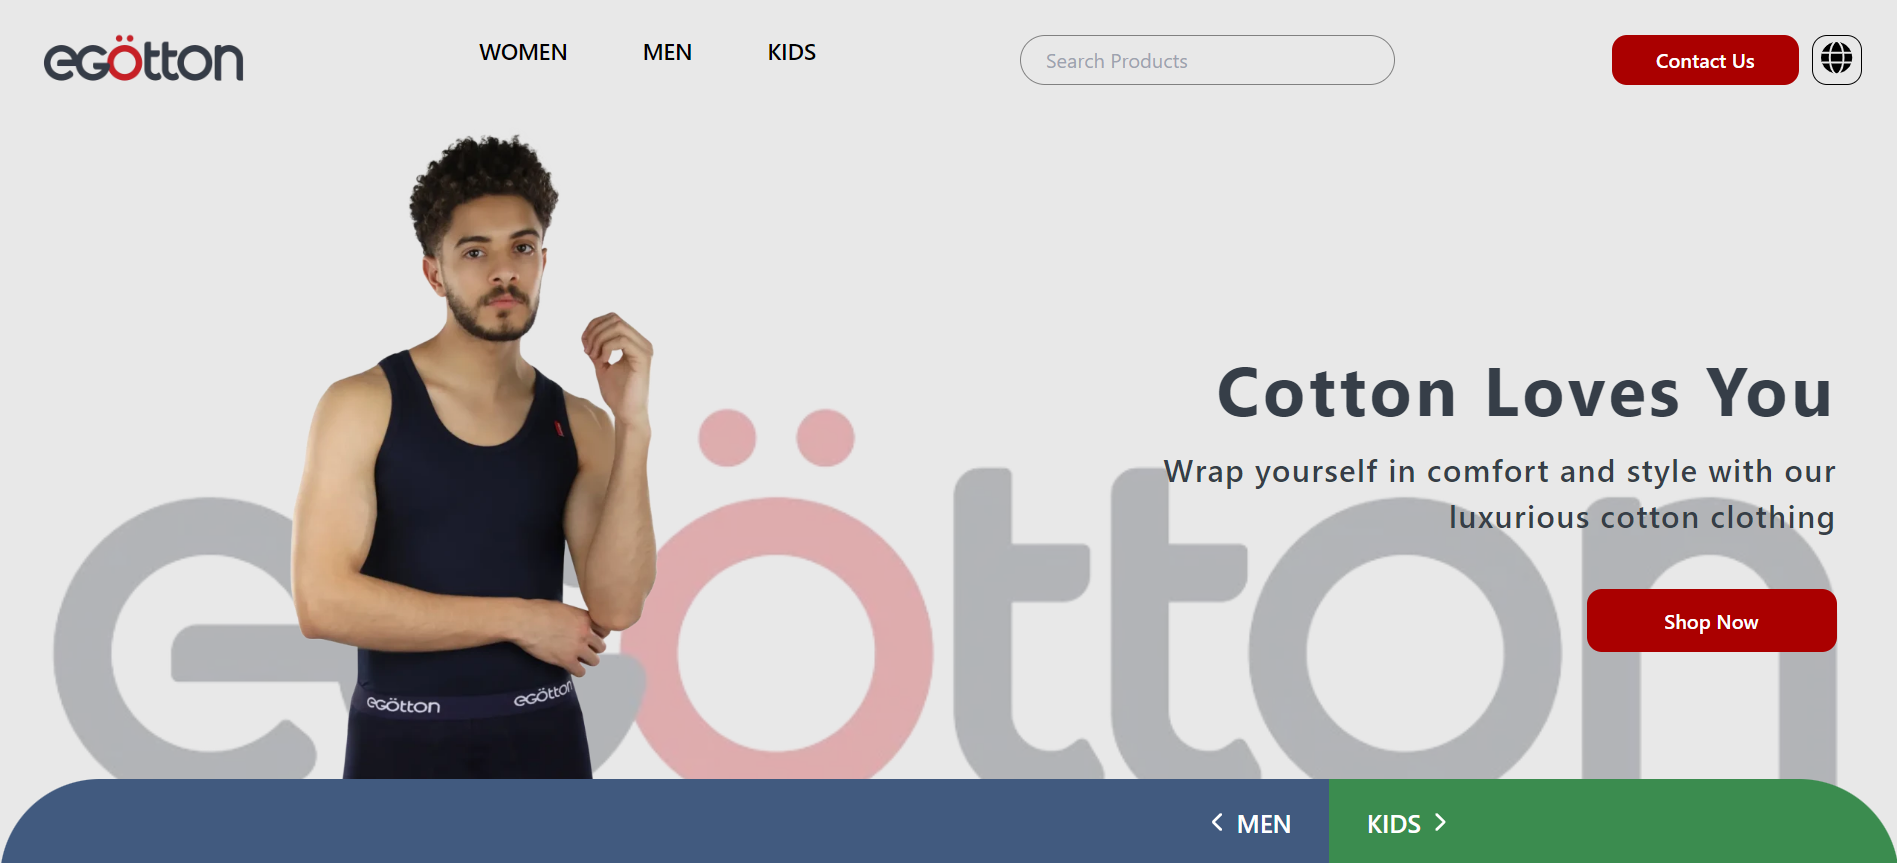 egötton
WOMEN
MEN
KIDS
Search Products
Contact Us
Cotton Loves You
Wrap yourself in comfort and style with our
luxurious cotton clothing
Shop Now
egötton
egötton
egötton
MEN
KIDS